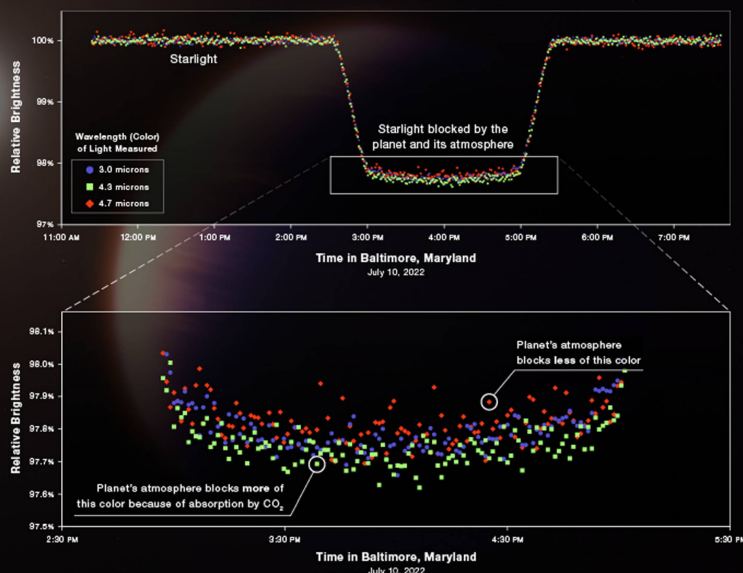 Relative Brightness
100%
99%
98%
97%
Starlight
Wavelength (Color)
of Light Measured
3.0 microns
4.3 microns
4.7 microns
Starlight blocked by the
planet and its atmosphere
11:00 AM 12:00 PM 1:00 PM 2:00 PM 3:00 PM 4:00 PM 5:00 PM 6:00 PM 7:00 PM
Time in Baltimore, Maryland
July 10, 2022
Relative Brightness
98.1%
98.0%
97.9%
97.8%
97.7%
97.6%
97.5%
Planet's atmosphere
blocks less of this color
Planet's atmosphere blocks more of
this color because of absorption by CO₂
2:30 PM 3:30 PM 4:30 PM 5:30 PM
Time in Baltimore, Maryland
July 10, 2022